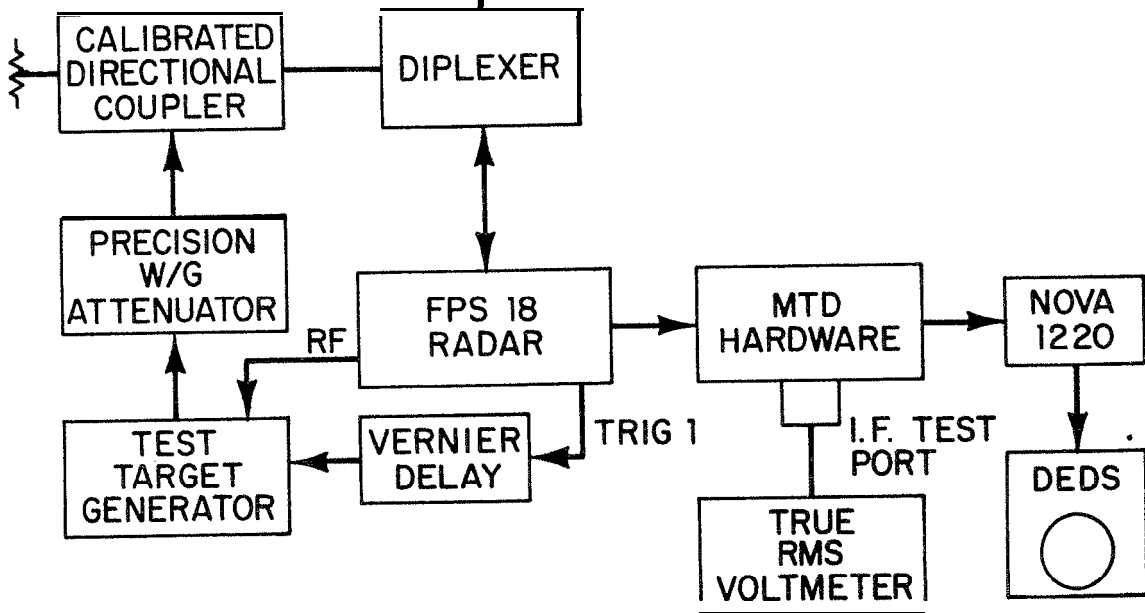 CALIBRATED
DIRECTIONAL
COUPLER
DIPLEXER
PRECISION
W/G
ATTENUATOR
FPS 18
RADAR
MTD
HARDWARE
NOVA
1220
RF
TRIG 1
I.F. TEST
PORT
TEST
TARGET
GENERATOR
VERNIER
DELAY
TRUE
RMS
VOLTMETER
DEDS